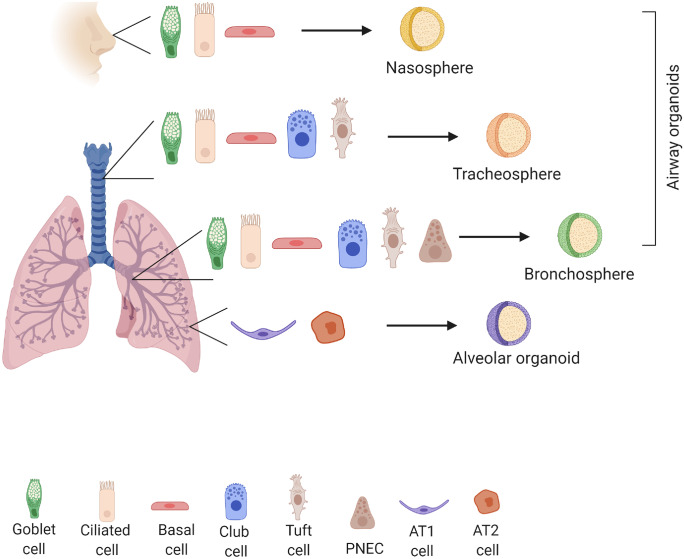 Nasosphere
Airway organoids
Tracheosphere
Bronchosphere
Alveolar organoid
Goblet
cell
Ciliated
cell
Basal
cell
Club
cell
Tuft
cell
PNEC
AT1
cell
AT2
cell